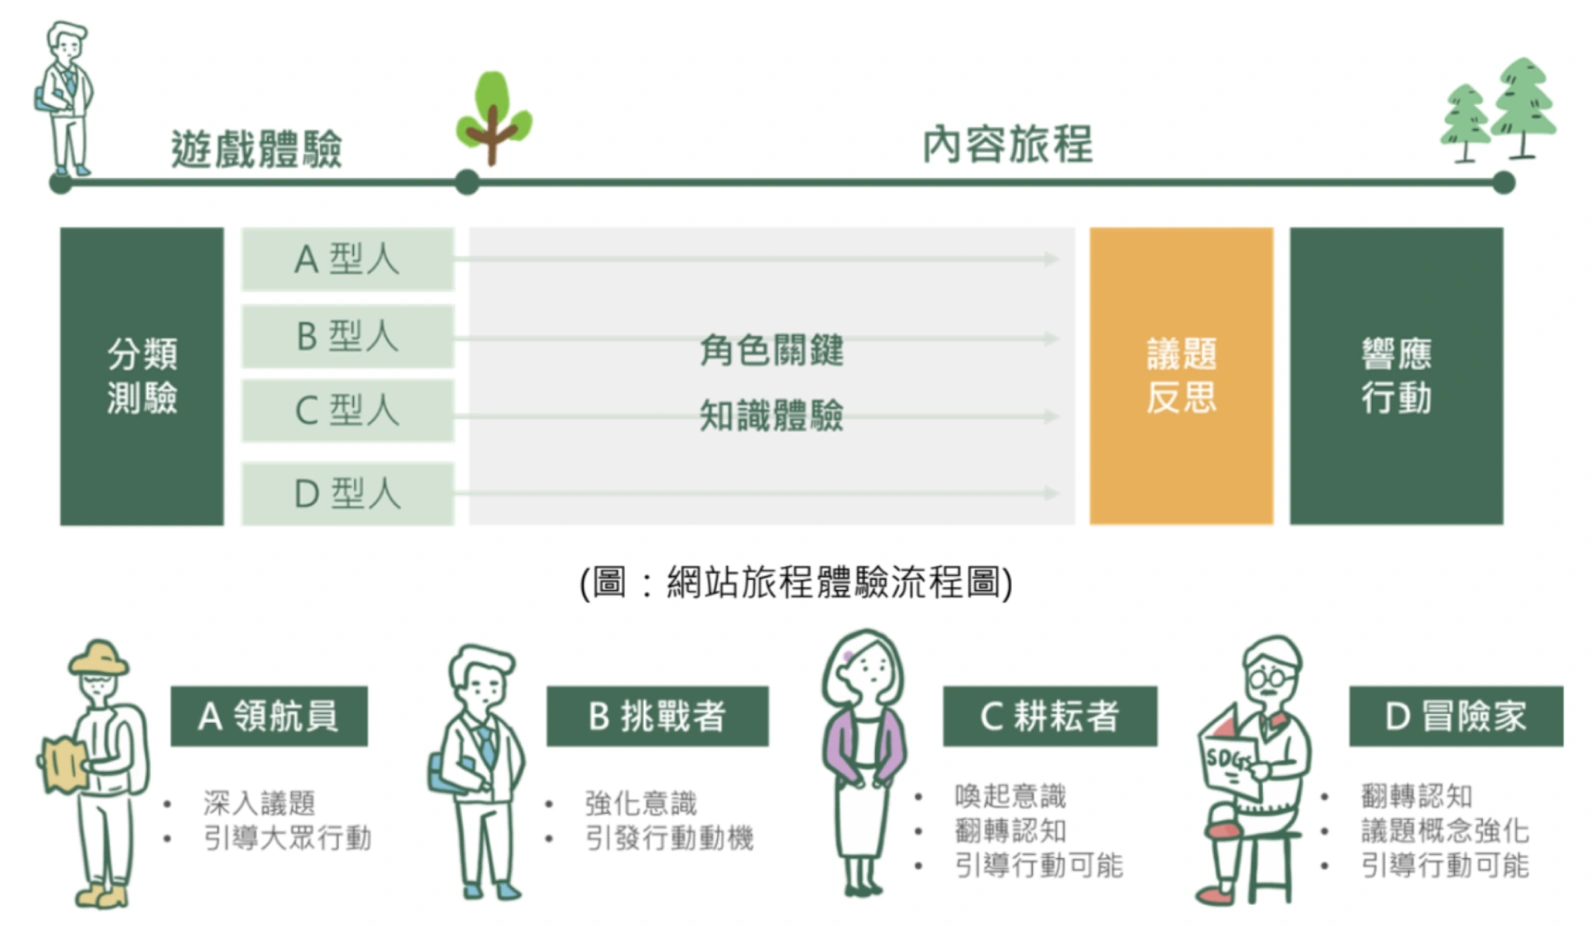 遊戲體驗
內容旅程
分類
測驗
A 型人
B 型人
C 型人
D 型人
角色關鍵
知識體驗
議題
反思
響應
行動
(圖：網站旅程體驗流程圖)
A 領航員
• 深入議題
• 引導大眾行動
B 挑戰者
• 強化意識
• 引發行動動機
C 耕耘者
• 喚起意識
• 翻轉認知
• 引導行動可能
SDGs
D 冒險家
• 翻轉認知
• 議題概念強化
• 引導行動可能